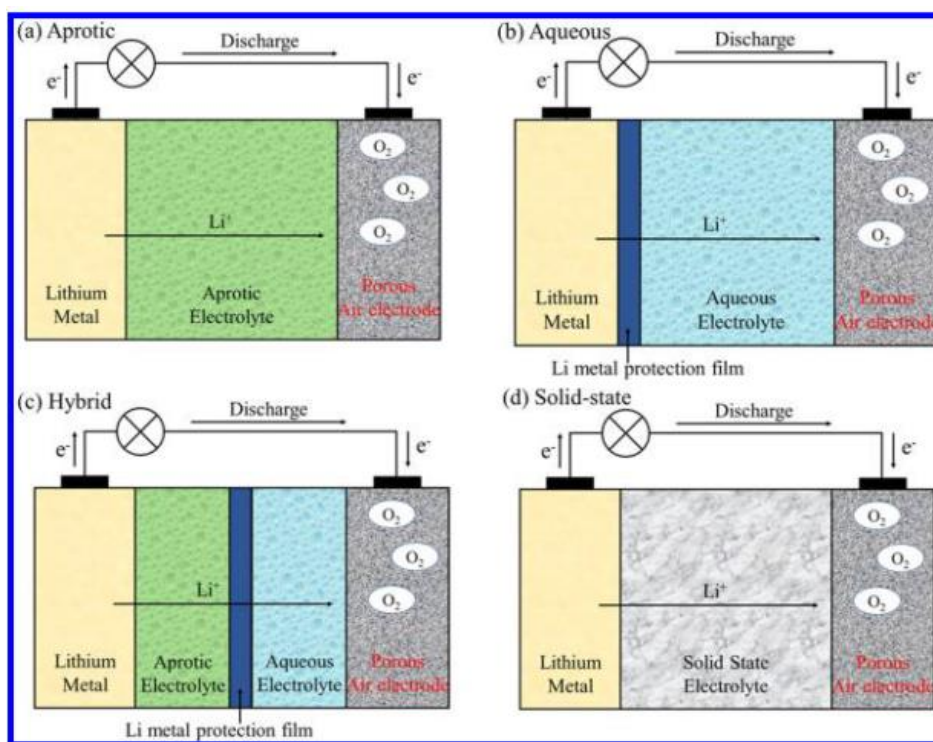 (a) Aprotic
Discharge
e-
e-
O2
O2
O2
Li+
Lithium
Metal
Aprotic
Electrolyte
Porous
Air electrode
(b) Aqueous
Discharge
e-
e-
O2
O2
O2
Li+
Lithium
Metal
Aqueous
Electrolyte
Porous
Air electrode
Li metal protection film
(c) Hybrid
Discharge
e-
e-
O2
O2
O2
Li+
Lithium
Metal
Aprotic
Electrolyte
Aqueous
Electrolyte
Porous
Air electrode
Li metal protection film
(d) Solid-state
Discharge
e-
e-
O2
O2
O2
Li+
Lithium
Metal
Solid State
Electrolyte
Porous
Air electrode